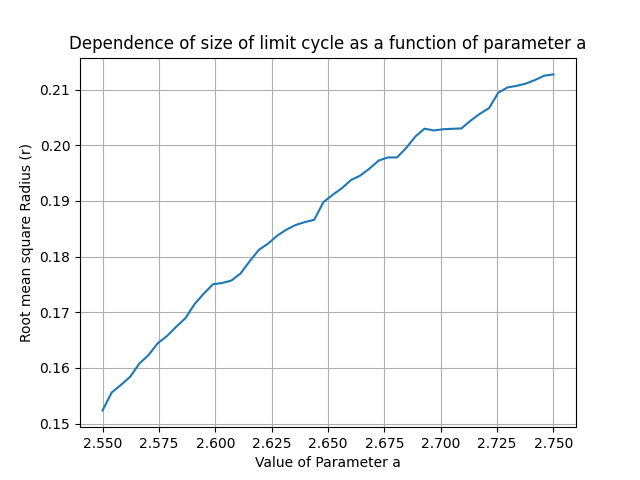 Dependence of size of limit cycle as a function of parameter a
Root mean square Radius (r)
0.21
0.20
0.19
0.18
0.17
0.16
0.15
2.550 2.575 2.600 2.625 2.650 2.675 2.700 2.725 2.750
Value of Parameter a